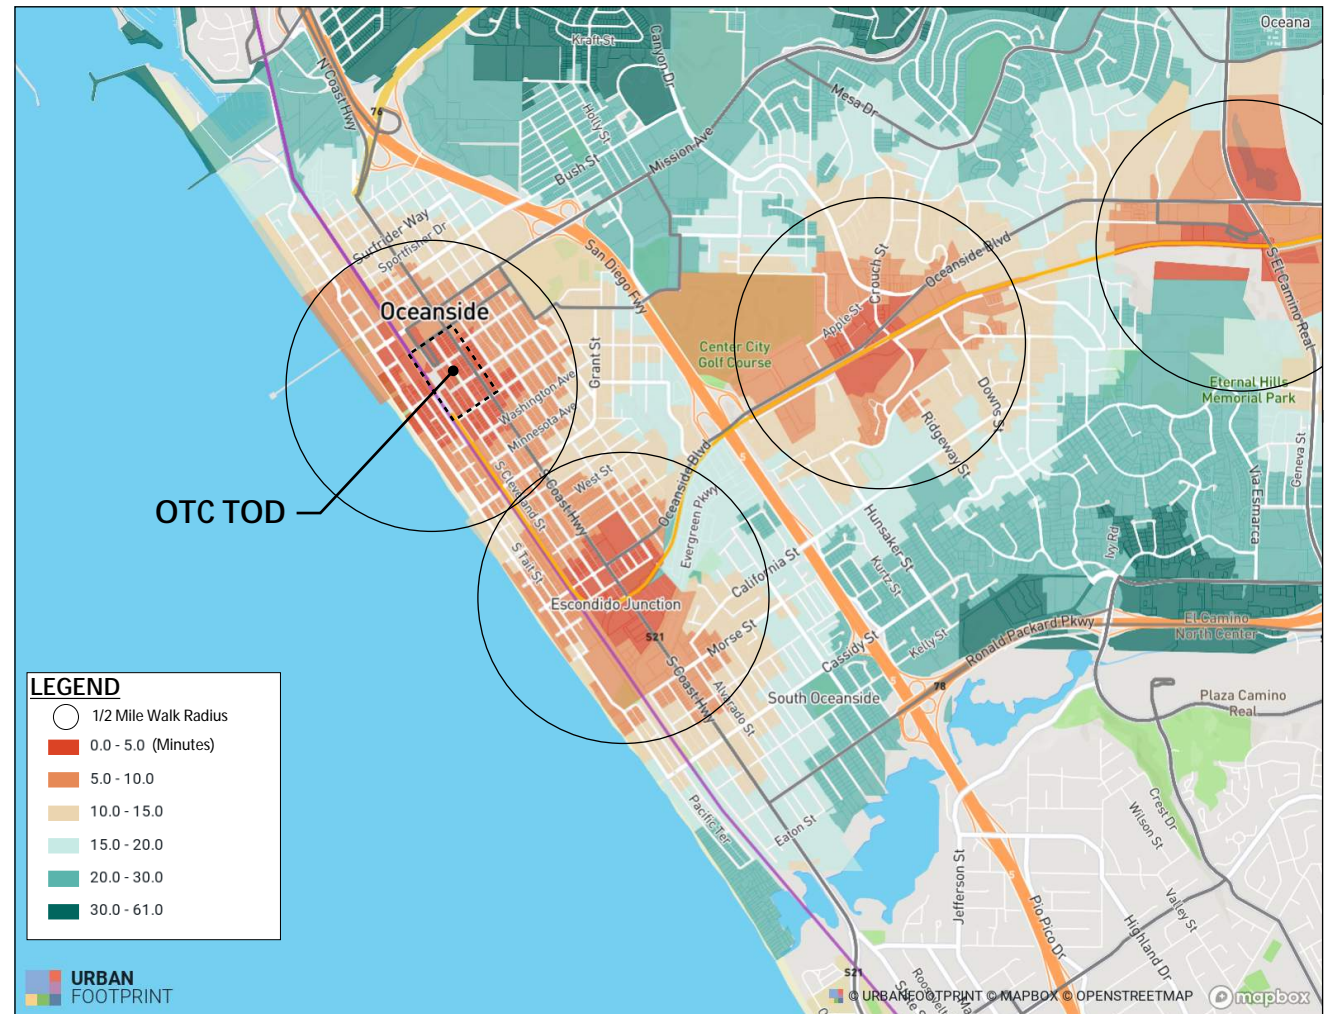 Oceana
Kraft St
Canyon Dr
N Coast Hwy
76
Mesa Dr
Holly St
Mission Ave
Bush St
Surfrider Way
Sportfisher Dr
San Diego Fwy
Crouch St
Oceanside Blvd
S El Camino Real
Oceanside
Apple St
Center City
Golf Course
Grant St
Eternal Hills
Memorial Park
Washington Ave
Minnesota Ave
Downs St
Ridgeway St
Geneva St
Via Esmarca
5
Oceanside Blvd
West St
S Coast Hwy
S Cleveland St
Evergreen Pkwy
OTC TOD
Hunsaker St
Ivy Rd
S Tait St
California St
Kurtz St
Escondido Junction
S21
Morse St
Cassidy St
Kelly St
Ronald Packard Pkwy
El Camino
North Center
S Coast Hwy
Alvarado St
South Oceanside
5
78
Plaza Camino
Real
LEGEND
1/2 Mile Walk Radius
0.0 - 5.0 (Minutes)
5.0 - 10.0
10.0 - 15.0
15.0 - 20.0
20.0 - 30.0
30.0 - 61.0
Pacific Ter
Eaton St
Crest Dr
Wilson St
Jefferson St
5
Pio Pico Dr
Valley St
Highland Dr
S21
URBAN
FOOTPRINT
© URBANFOOTPRINT © MAPBOX © OPENSTREETMAP
mapbox